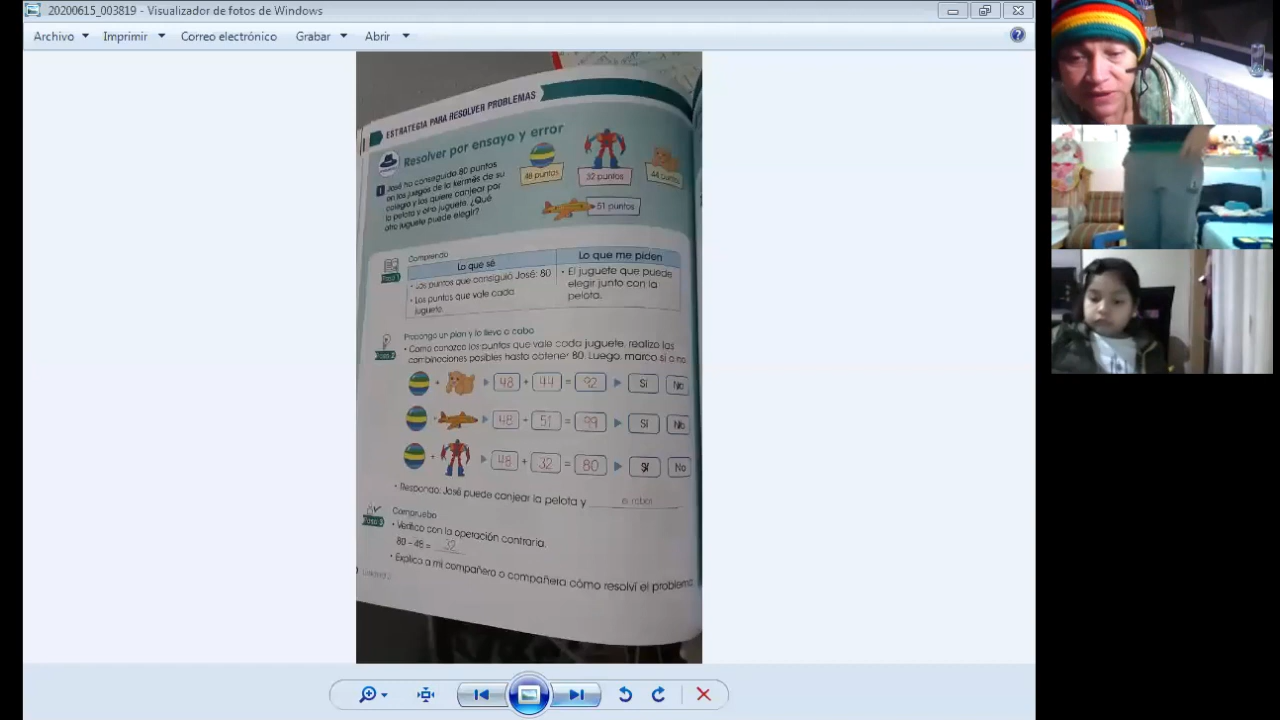 20200615_003819 - Visualizador de fotos de Windows
Archivo Imprimir Correo electrónico Grabar Abrir
ESTRATEGIA PARA RESOLVER PROBLEMAS
Resolver por ensayo y error
1 José ha conseguido 80 puntos
en los juegos de la kermés de su
colegio y los quiere canjear por
la pelota y otro juguete. ¿Qué
otro juguete puede elegir?
48 puntos
32 puntos
44 puntos
51 puntos
Paso 1
Comprendo
Lo que sé
• Los puntos que consiguió José: 80
• Los puntos que vale cada
juguete.
Lo que me piden
• El juguete que puede
elegir junto con la
pelota.
Paso 2
Propongo un plan y lo llevo a cabo
• Como conozco los puntos que vale cada juguete, realizo las
combinaciones posibles hasta obtener 80. Luego, marco sí o no
+ 48 + 44 = 92 Sí No
+ 48 + 51 = 99 Sí No
+ 48 + 32 = 80 Sí No
• Respondo: José puede canjear la pelota y el robot
Paso 3
Compruebo
• Verifico con la operación contraria.
80 – 48 = 32
• Explico a mi compañero o compañera cómo resolví el problema